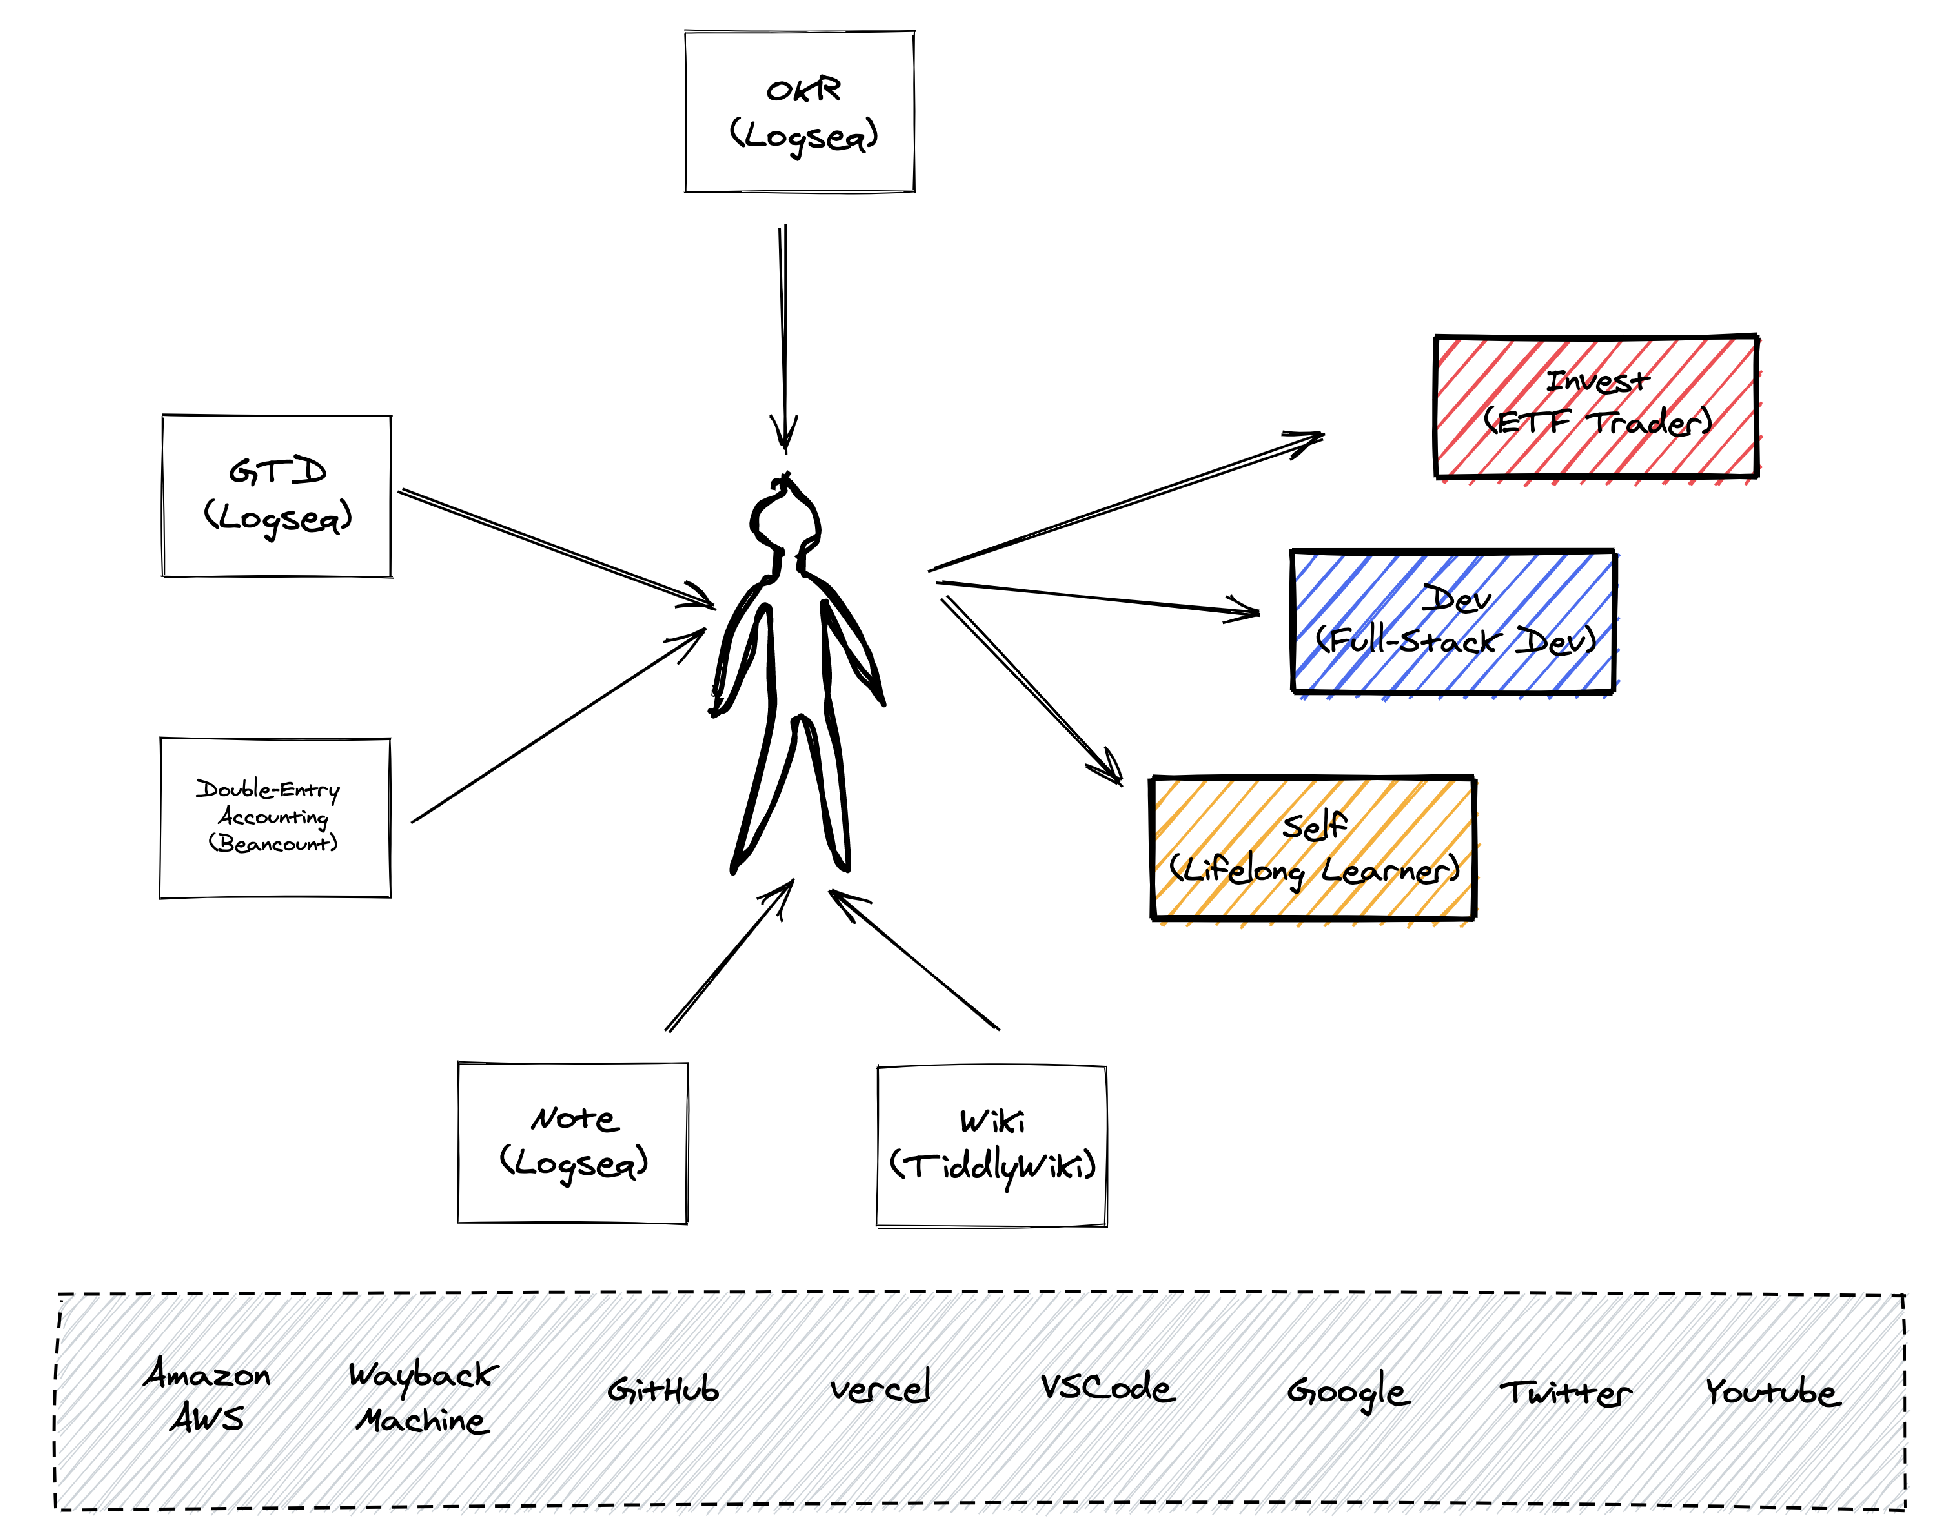 OKR
(Logseq)
GTD
(Logseq)
Double-Entry
Accounting
(Beancount)
Invest
(ETF Trader)
Dev
(Full-Stack Dev)
Self
(Lifelong Learner)
Note
(Logseq)
Wiki
(TiddlyWiki)
Amazon
AWS
Wayback
Machine
GitHub
vercel
VSCode
Google
Twitter
Youtube